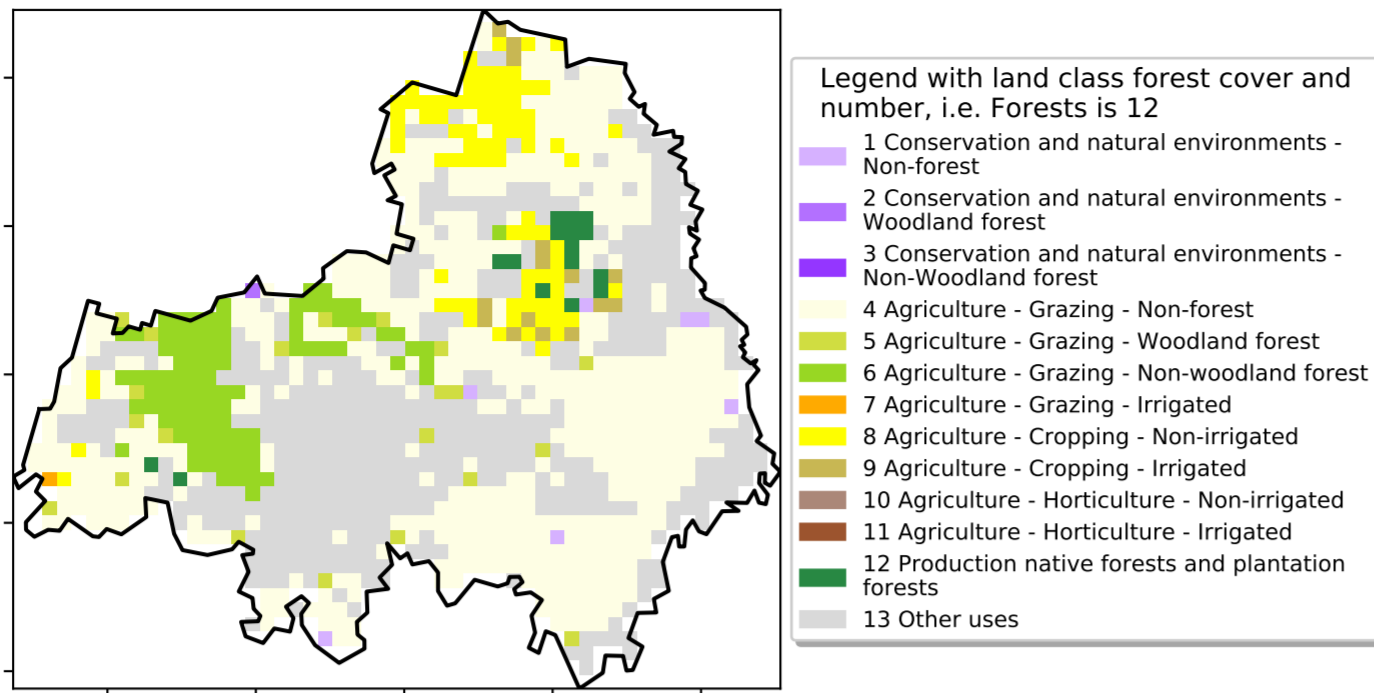 Legend with land class forest cover and
number, i.e. Forests is 12
1 Conservation and natural environments -
Non-forest
2 Conservation and natural environments -
Woodland forest
3 Conservation and natural environments -
Non-Woodland forest
4 Agriculture - Grazing - Non-forest
5 Agriculture - Grazing - Woodland forest
6 Agriculture - Grazing - Non-woodland forest
7 Agriculture - Grazing - Irrigated
8 Agriculture - Cropping - Non-irrigated
9 Agriculture - Cropping - Irrigated
10 Agriculture - Horticulture - Non-irrigated
11 Agriculture - Horticulture - Irrigated
12 Production native forests and plantation
forests
13 Other uses